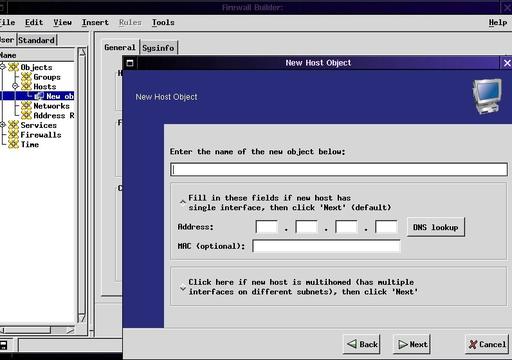 Firewall Builder:
File Edit View Insert Rules Tools Help
User Standard
Name
Objects
Groups
Hosts
New ob
Networks
Address R
Services
Firewalls
Time
General Sysinfo
New Host Object
New Host Object
Enter the name of the new object below:
Fill in these fields if new host has
single interface, then click 'Next' (default)
Address: . . . DNS lookup
MAC (optional):
Click here if new host is multihomed (has multiple
interfaces on different subnets), then click 'Next'
Back Next Cancel